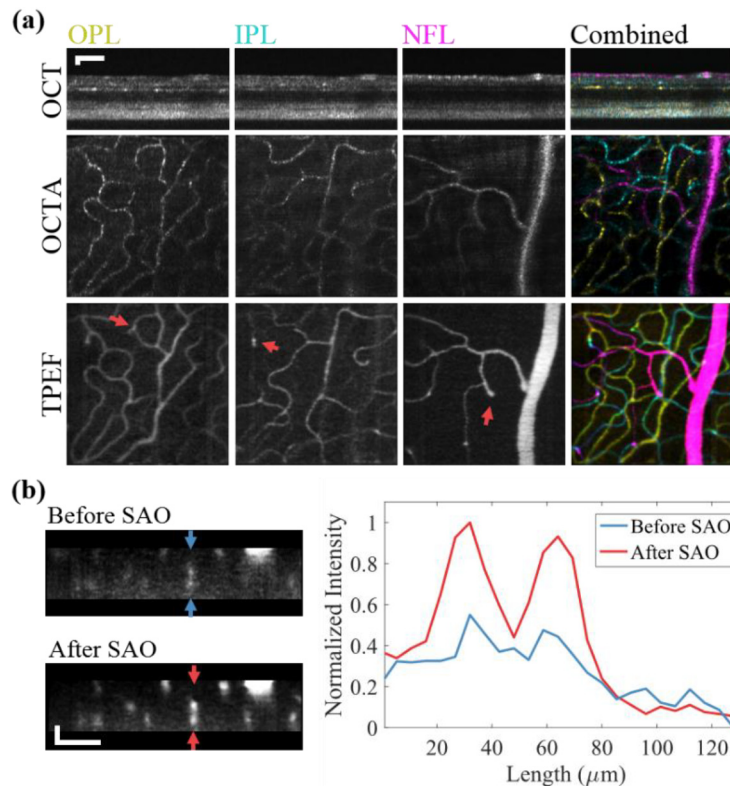 (a)
OPL IPL NFL Combined
OCT
OCTA
TPEF
(b)
Before SAO
After SAO
Before SAO
After SAO
1
0.8
0.6
0.4
0.2
0
Normalized Intensity
20 40 60 80 100 120
Length (μm)